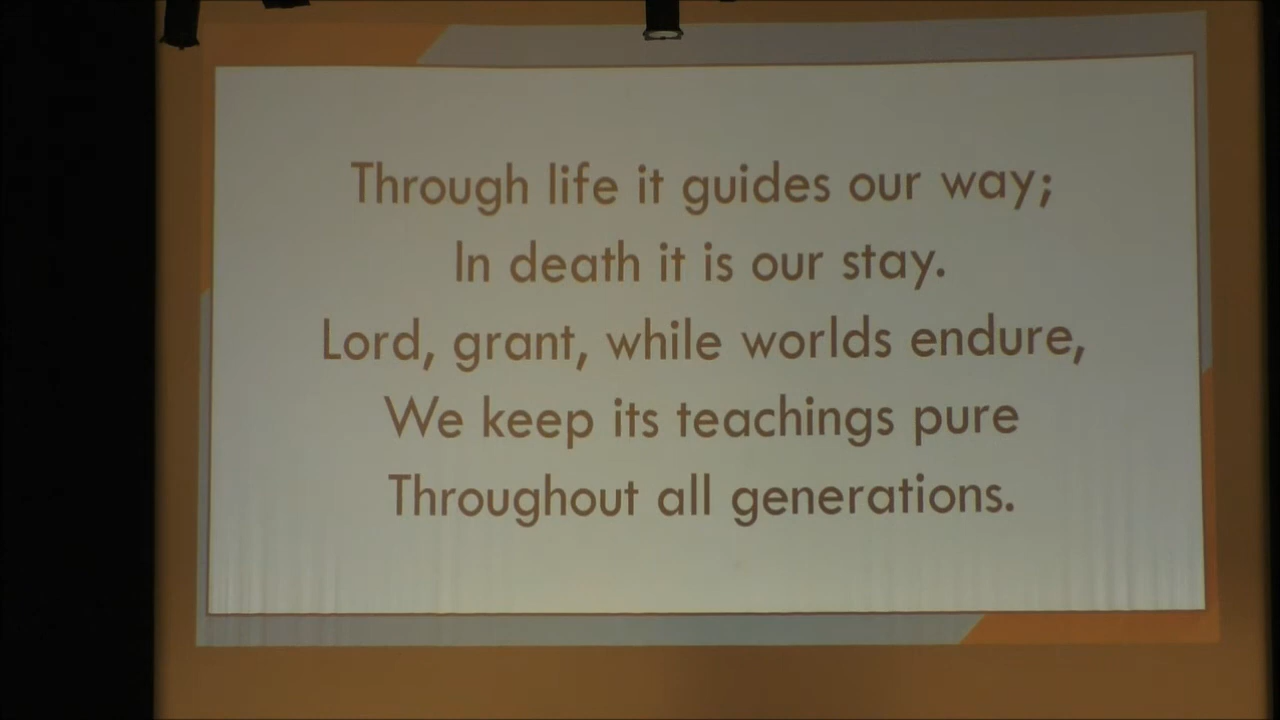 Through life it guides our way;
In death it is our stay.
Lord, grant, while worlds endure,
We keep its teachings pure
Throughout all generations.